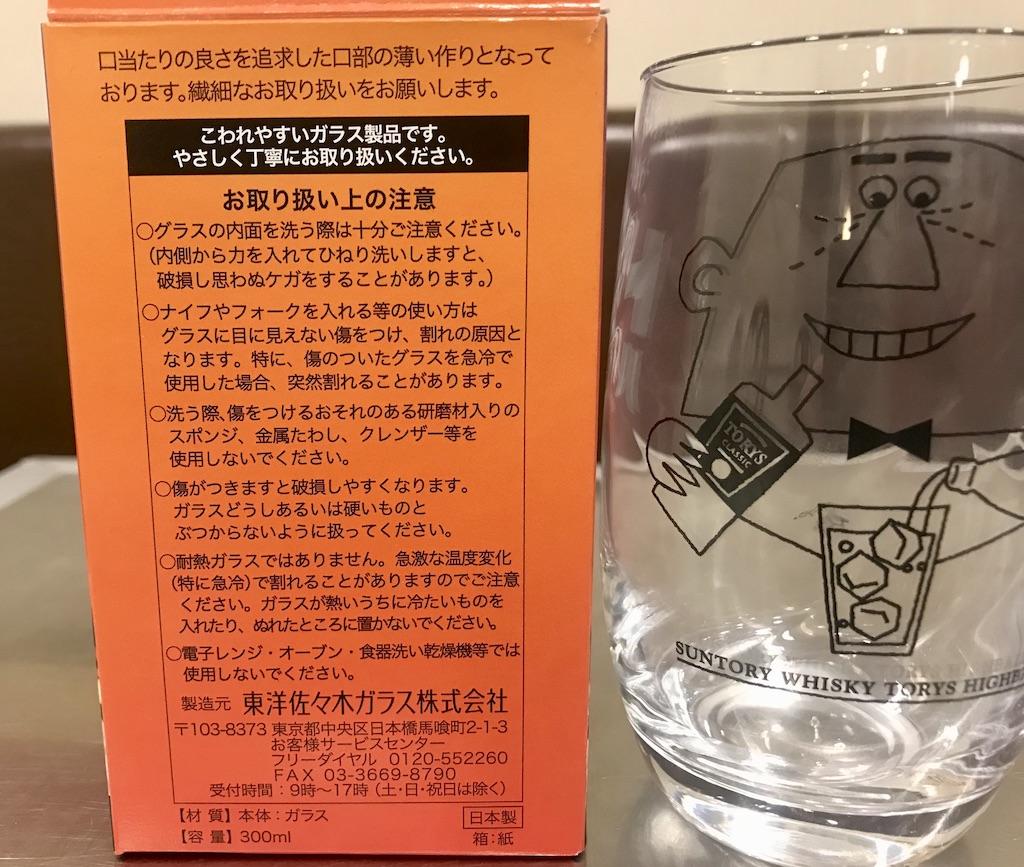 口当たりの良さを追求した口部の薄い作りとなって
おります。繊細なお取り扱いをお願いします。
こわれやすいガラス製品です。
やさしく丁寧にお取り扱いください。
お取り扱い上の注意
○グラスの内面を洗う際は十分ご注意ください。
(内側から力を入れてひねり洗いしますと、
破損し思わぬケガをすることがあります。)
○ナイフやフォークを入れる等の使い方は
グラスに目に見えない傷をつけ、割れの原因と
なります。特に、傷のついたグラスを急冷で
使用した場合、突然割れることがあります。
○洗う際、傷をつけるおそれのある研磨材入りの
スポンジ、金属たわし、クレンザー等を
使用しないでください。
○傷がつきますと破損しやすくなります。
ガラスどうしあるいは硬いものと
ぶつからないように扱ってください。
○耐熱ガラスではありません。急激な温度変化
(特に急冷)で割れることがありますのでご注意
ください。ガラスが熱いうちに冷たいものを
入れたり、ぬれたところに置かないでください。
○電子レンジ・オーブン・食器洗い乾燥機等では
使用しないでください。
製造元 東洋佐々木ガラス株式会社
〒103-8373 東京都中央区日本橋馬喰町2-1-3
お客様サービスセンター
フリーダイヤル 0120-552260
FAX 03-3669-8790
受付時間：9時〜17時(土・日・祝日は除く)
【材 質】本体：ガラス 日本製
【容 量】300ml 箱：紙
TORYS
CLASSIC
SUNTORY WHISKY TORYS